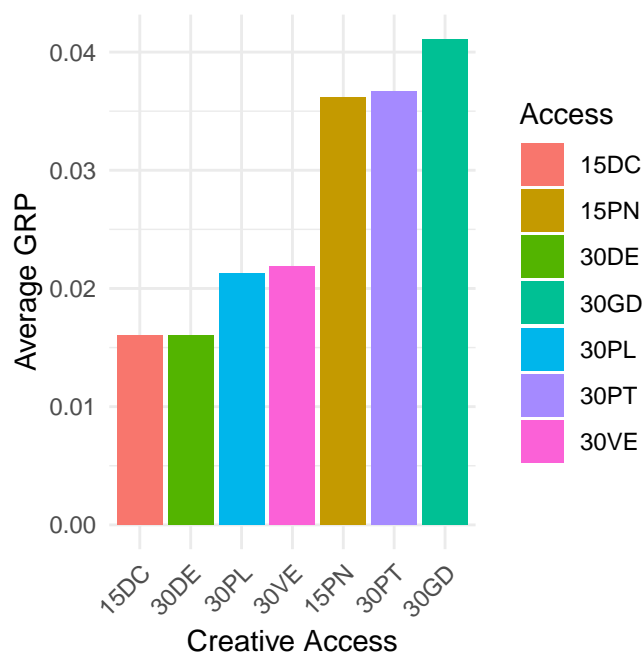 0.04
0.03
0.02
0.01
0.00
Average GRP
15DC
30DE
30PL
30VE
15PN
30PT
30GD
Creative Access
Access
15DC
15PN
30DE
30GD
30PL
30PT
30VE